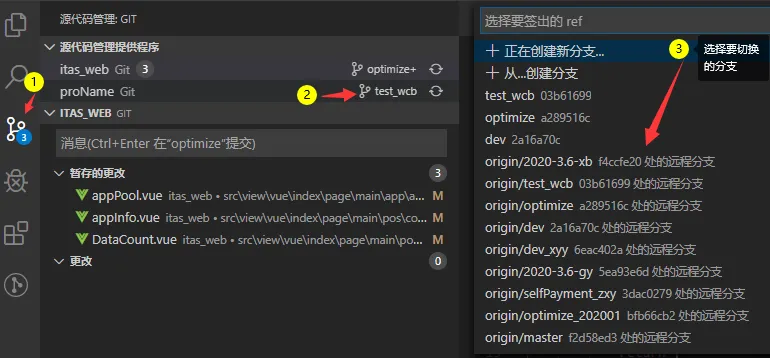 源代码管理: GIT
源代码管理提供程序
itas_web Git 3 optimize+
proName Git test_wcb
1
2
3
ITAS_WEB GIT
消息(Ctrl+Enter 在"optimize"提交)
暂存的更改 3
appPool.vue itas_web • src\view\vue\index\page\main\app\a... M
appInfo.vue itas_web • src\view\vue\index\page\main\pos\co... M
DataCount.vue itas_web • src\view\vue\index\page\main\po... M
更改 0
选择要签出的 ref
正在创建新分支...
3
选择要切换
的分支
从...创建分支
test_wcb 03b61699
optimize a289516c
dev 2a16a70c
origin/2020-3.6-xb f4ccfe20 处的远程分支
origin/test_wcb 03b61699 处的远程分支
origin/optimize a289516c 处的远程分支
origin/dev 2a16a70c 处的远程分支
origin/dev_xyy 6eac402a 处的远程分支
origin/2020-3.6-gy 5ea93e6d 处的远程分支
origin/selfPayment_zxy 3dac0279 处的远程分支
origin/optimize_202001 bfb66cb2 处的远程分支
origin/master f2d58ed3 处的远程分支